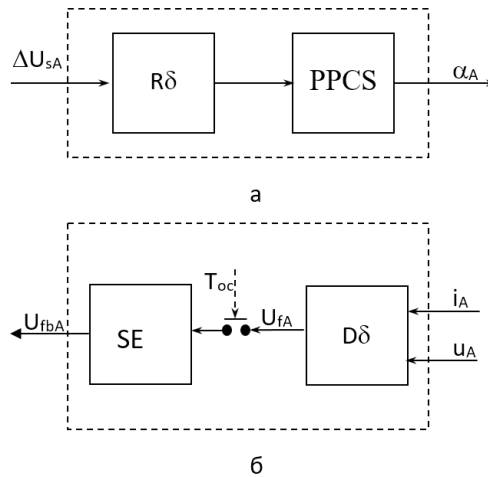 ΔU_sA
Rδ
PPCS
α_A
а
T_oc
U_fbA
SE
U_fA
Dδ
i_A
u_A
б